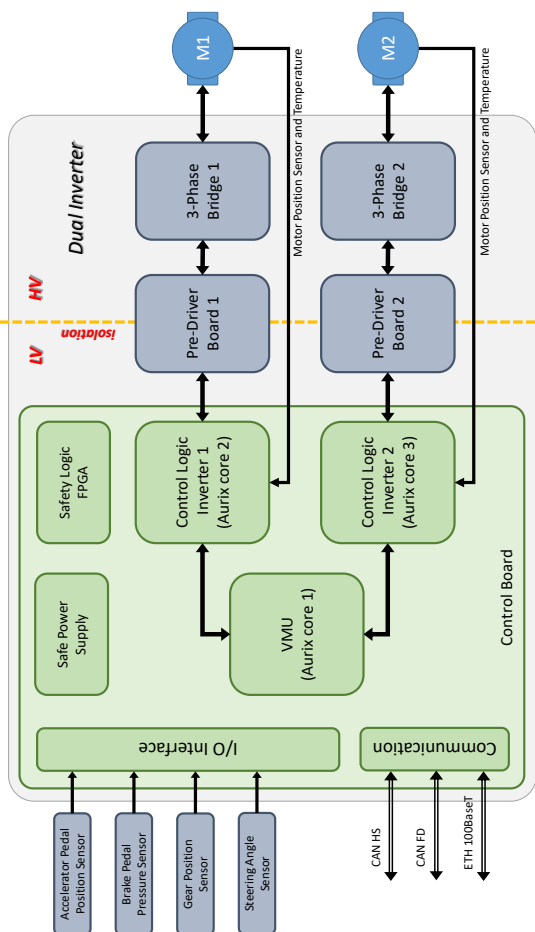 Dual Inverter
HV
isolation
LV
M1
M2
Motor Position Sensor and Temperature
Motor Position Sensor and Temperature
3-Phase
Bridge 1
3-Phase
Bridge 2
Pre-Driver
Board 1
Pre-Driver
Board 2
Safety Logic
FPGA
Control Logic
Inverter 1
(Aurix core 2)
Control Logic
Inverter 2
(Aurix core 3)
Safe Power
Supply
VMU
(Aurix core 1)
Control Board
I/O Interface
Communication
Accelerator Pedal
Position Sensor
Brake Pedal
Pressure Sensor
Gear Position
Sensor
Steering Angle
Sensor
CAN HS
CAN FD
ETH 100BaseT